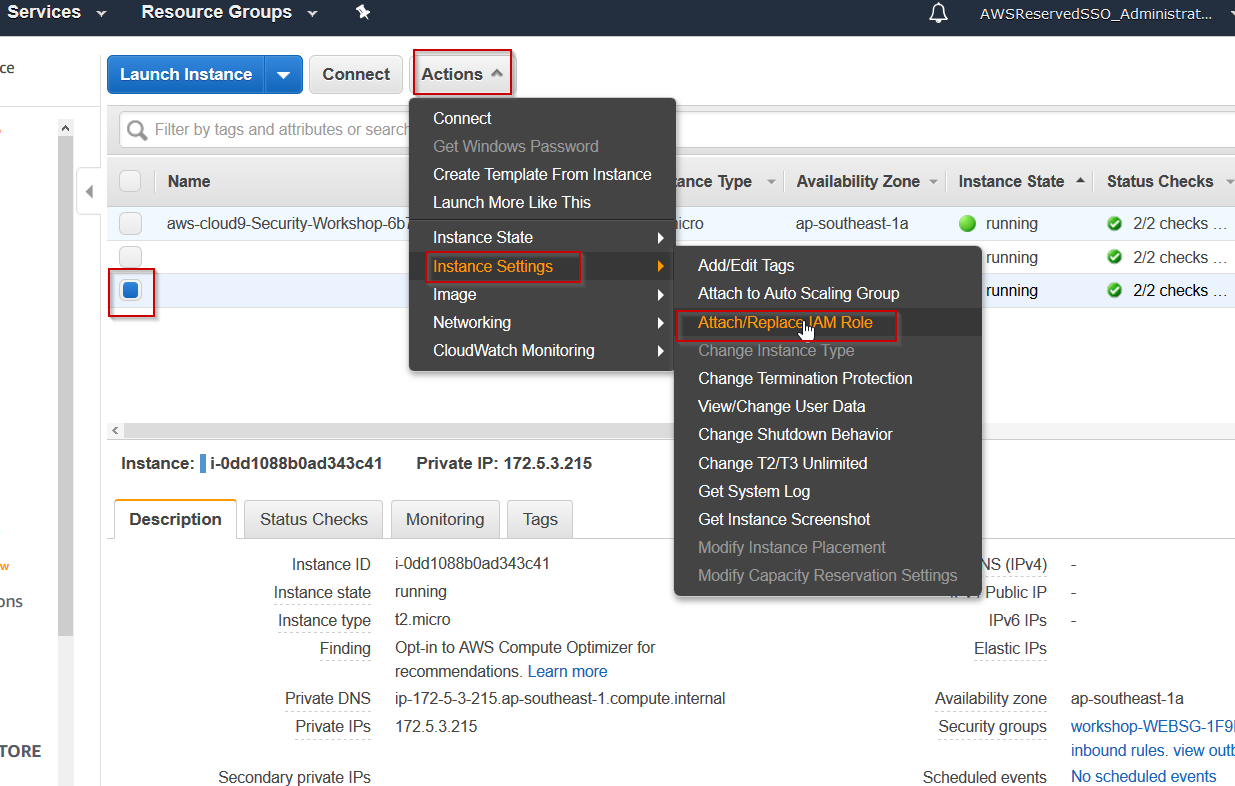 Services Resource Groups AWSReservedSSO_Administrat...
ce
Launch Instance Connect Actions
Filter by tags and attributes or search
Connect
Get Windows Password
Create Template From Instance
Launch More Like This
Instance State
Instance Settings
Image
Networking
CloudWatch Monitoring
Name Instance Type Availability Zone Instance State Status Checks
aws-cloud9-Security-Workshop-6b7 ap-southeast-1a running 2/2 checks ...
running 2/2 checks ...
running 2/2 checks ...
Add/Edit Tags
Attach to Auto Scaling Group
Attach/Replace IAM Role
Change Instance Type
Change Termination Protection
View/Change User Data
Change Shutdown Behavior
Change T2/T3 Unlimited
Get System Log
Get Instance Screenshot
Modify Instance Placement
Modify Capacity Reservation Settings
Instance: i-0dd1088b0ad343c41 Private IP: 172.5.3.215
Description Status Checks Monitoring Tags
Instance ID i-0dd1088b0ad343c41
Instance state running
Instance type t2.micro
Finding Opt-in to AWS Compute Optimizer for
recommendations. Learn more
Private DNS ip-172-5-3-215.ap-southeast-1.compute.internal
Private IPs 172.5.3.215
Secondary private IPs
NS (IPv4) -
Public IP -
IPv6 IPs -
Elastic IPs
Availability zone ap-southeast-1a
Security groups workshop-WEBSG-1F9
inbound rules. view outb
Scheduled events No scheduled events
ons
TORE